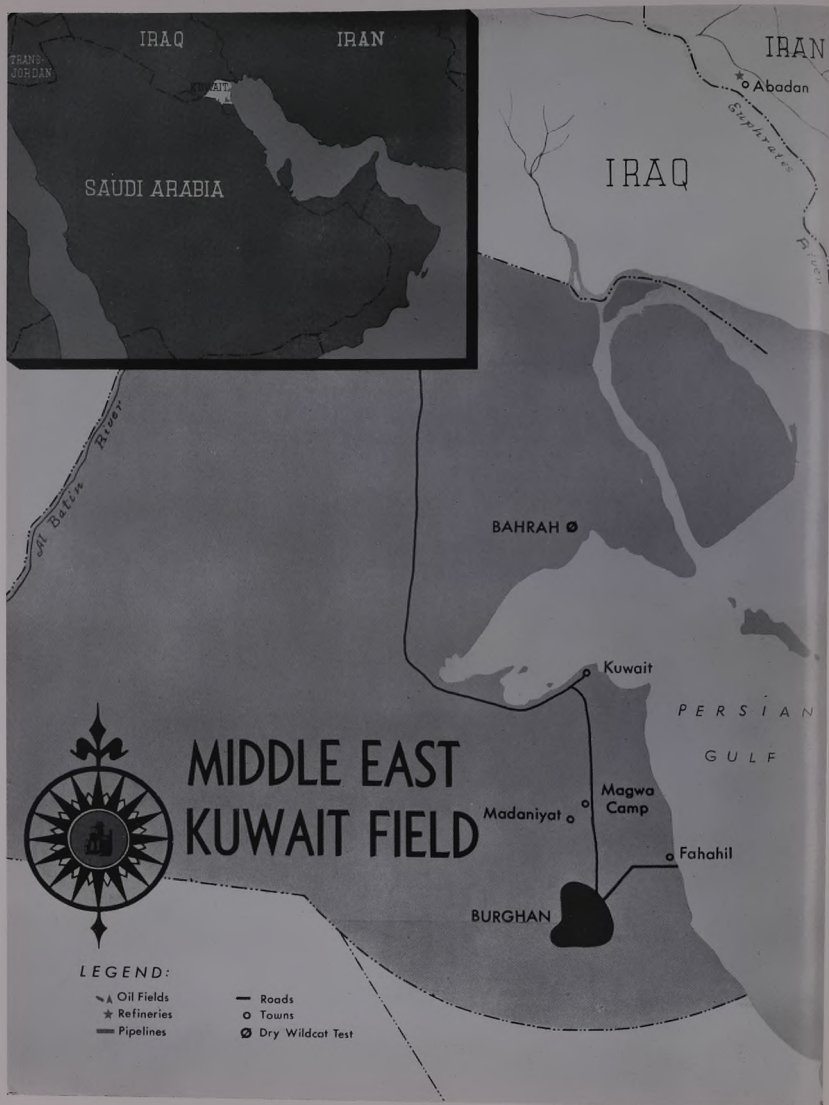 IRAQ
IRAN
TRANS-
JORDAN
KUWAIT
SAUDI ARABIA
IRAN
Abadan
Euphrates
River
IRAQ
Al Batin River
BAHRAH
Kuwait
PERSIAN
GULF
MIDDLE EAST
KUWAIT FIELD
Magwa
Camp
Madaniyat
Fahahil
BURGHAN
LEGEND:
Oil Fields
Refineries
Pipelines
Roads
Towns
Dry Wildcat Test